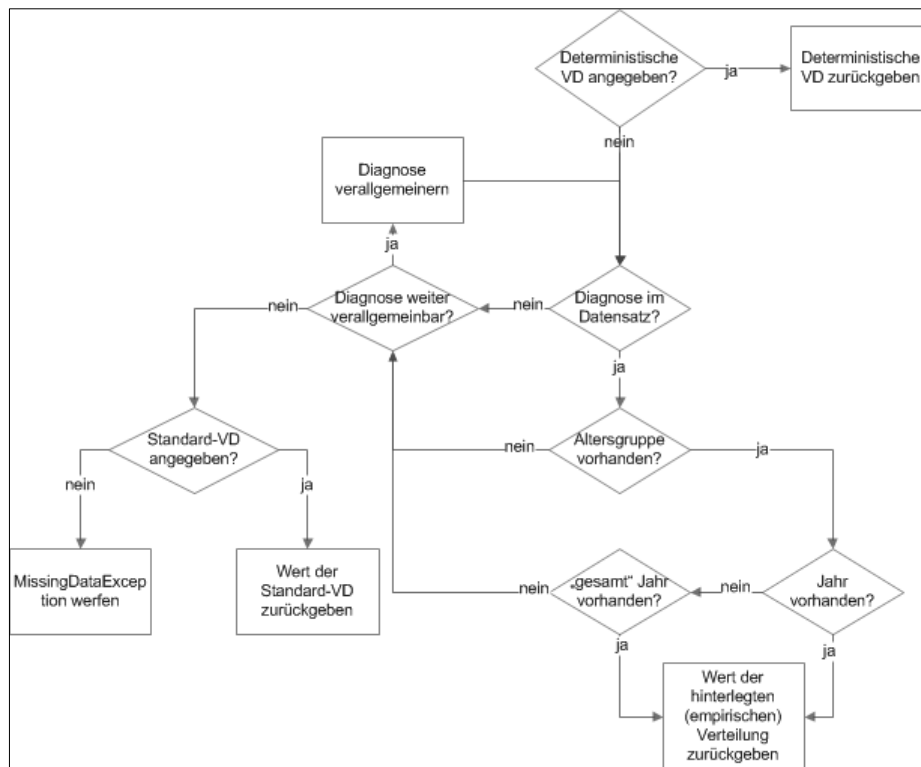 Deterministische
VD angegeben?
ja
Deterministische
VD zurückgeben
nein
Diagnose
verallgemeinern
ja
nein
Diagnose weiter
verallgemeinbar?
nein
Diagnose im
Datensatz?
ja
Standard-VD
angegeben?
nein
Altersgruppe
vorhanden?
ja
nein
ja
MissingDataExcep
tion werfen
Wert der
Standard-VD
zurückgeben
nein
"gesamt“ Jahr
vorhanden?
nein
Jahr
vorhanden?
ja
ja
Wert der
hinterlegten
(empirischen)
Verteilung
zurückgeben